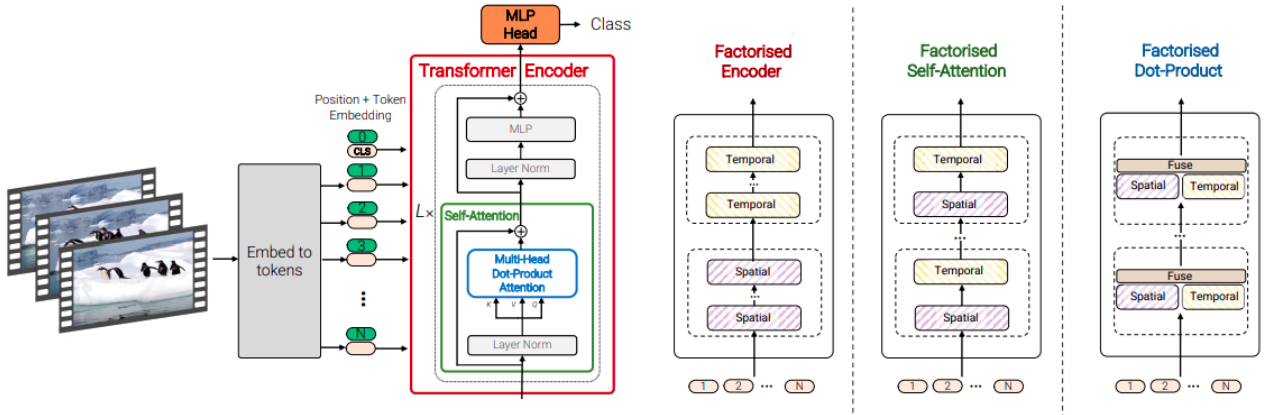 MLP
Head
Class
Transformer Encoder
Position + Token
Embedding
0
CLS
1
2
3
N
Embed to
tokens
L×
MLP
Layer Norm
Self-Attention
Multi-Head
Dot-Product
Attention
K V Q
Layer Norm
Factorised
Encoder
Temporal
...
Temporal
Spatial
...
Spatial
1 2 ... N
Factorised
Self-Attention
Temporal
Spatial
...
Temporal
Spatial
1 2 ... N
Factorised
Dot-Product
Fuse
Spatial Temporal
...
Fuse
Spatial Temporal
1 2 ... N